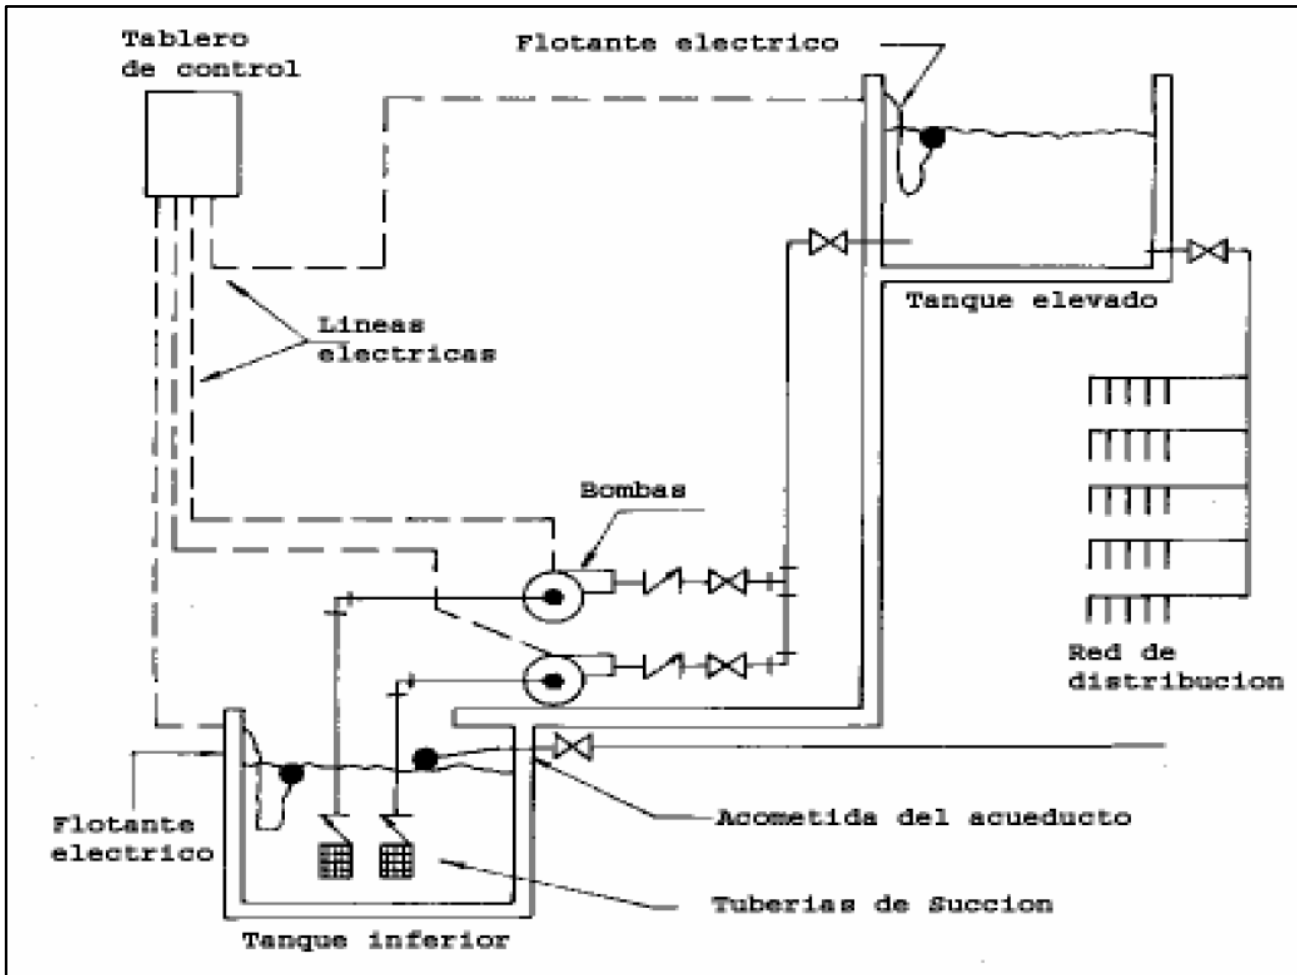 Tablero
de control
Flotante electrico
Tanque elevado
Lineas
electricas
Bombas
Red de
distribucion
Acometida del acueducto
Flotante
electrico
Tuberias de Succion
Tanque inferior